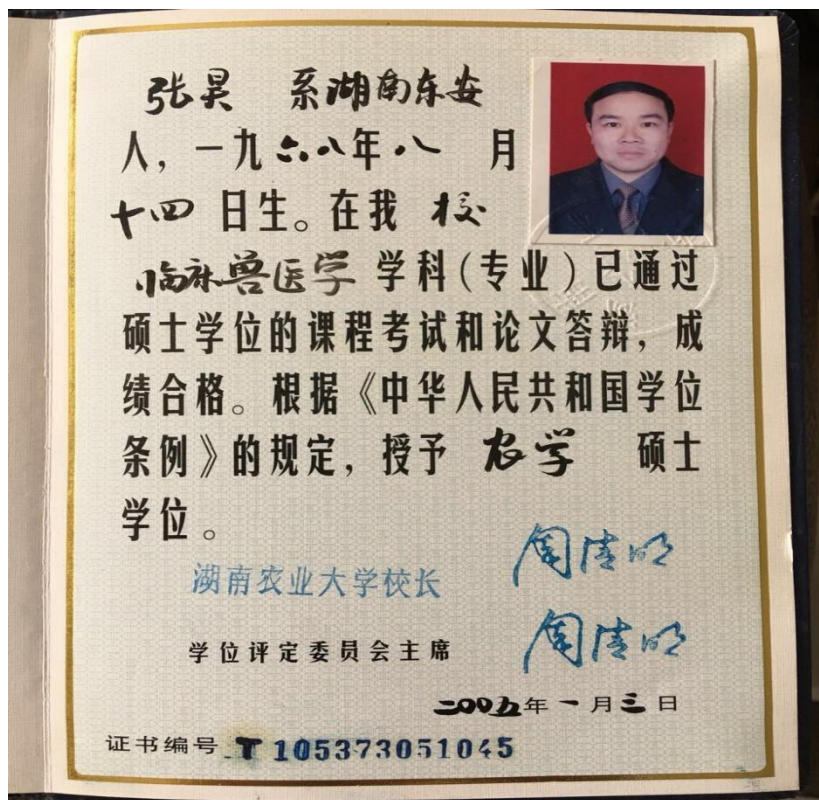 张昊 系湖南东安
人，一九六八年八 月
十四 日生。在我 校
临床兽医学 学科(专业)已通过
硕士学位的课程考试和论文答辩，成
绩合格。根据《中华人民共和国学位
条例》的规定，授予 农学 硕士
学位。
湖南农业大学校长 周清明
学位评定委员会主席 周清明
二00五年一月三日
证书编号 T105373051045